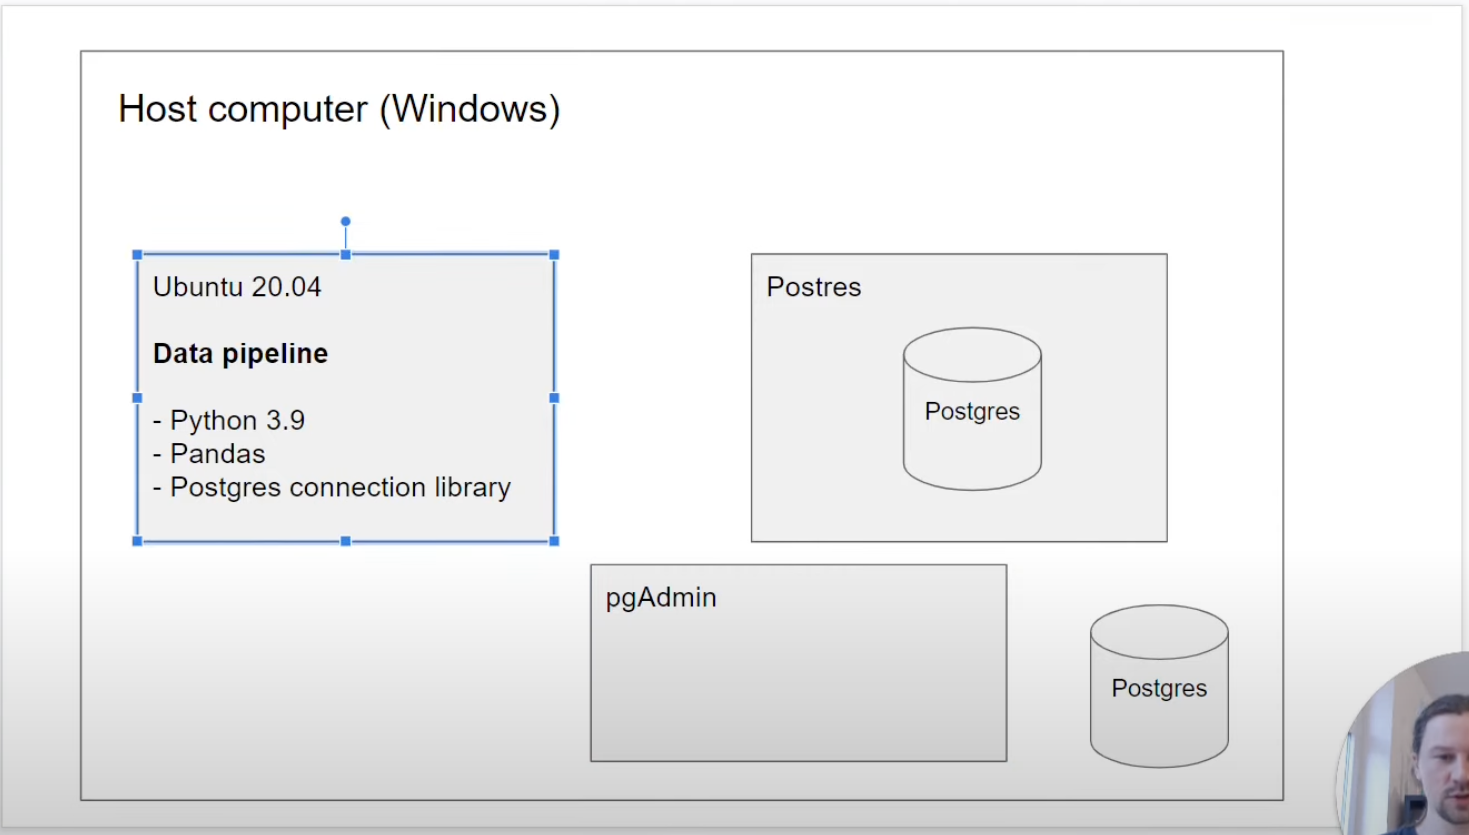 Host computer (Windows)
Ubuntu 20.04
Data pipeline
- Python 3.9
- Pandas
- Postgres connection library
Postres
Postgres
pgAdmin
Postgres